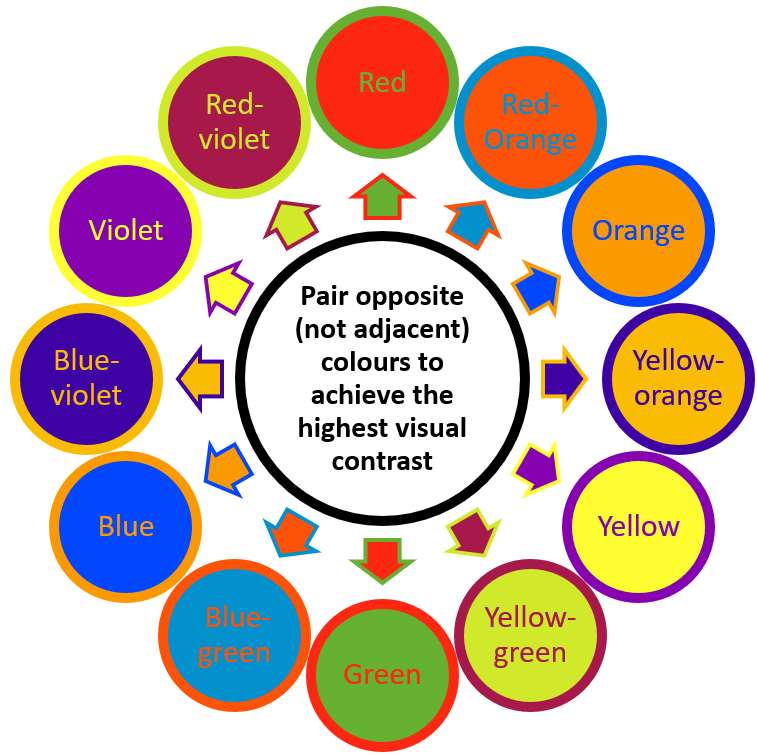 Red
Red-
Orange
Orange
Yellow-
orange
Yellow
Yellow-
green
Green
Blue-
green
Blue
Blue-
violet
Violet
Red-
violet
Pair opposite
(not adjacent)
colours to
achieve the
highest visual
contrast